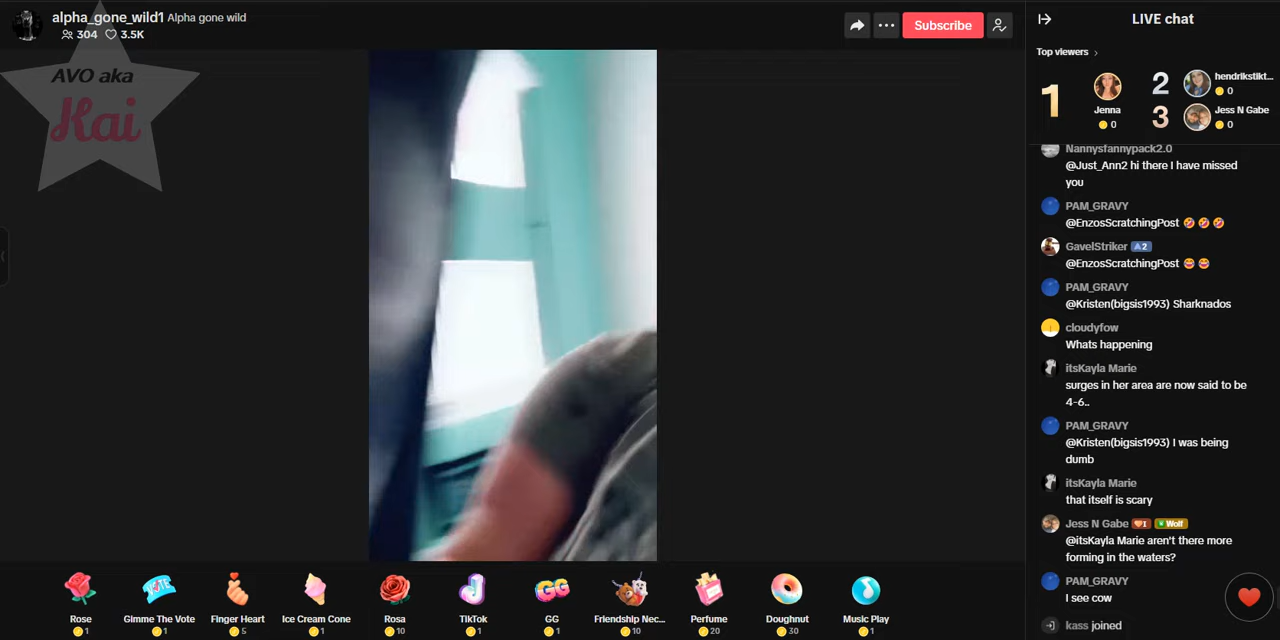 alpha_gone_wild1 Alpha gone wild
304 3.5K
AVO aka
Kai
Subscribe
LIVE chat
Top viewers
1
Jenna
0
2
hendrikstikt...
0
3
Jess N Gabe
0
Nannysfannypack2.0
@Just_Ann2 hi there I have missed
you
PAM_GRAVY
@EnzosScratchingPost 🤣 🤣 🤣
GavelStriker A2
@EnzosScratchingPost 😂 😂
PAM_GRAVY
@Kristen(bigsis1993) Sharknados
cloudyfow
Whats happening
itsKayla Marie
surges in her area are now said to be
4-6..
PAM_GRAVY
@Kristen(bigsis1993) I was being
dumb
itsKayla Marie
that itself is scary
Jess N Gabe I Wolf
@itsKayla Marie aren't there more
forming in the waters?
PAM_GRAVY
I see cow
kass joined
VOTE
GG
Rose Gimme The Vote Finger Heart Ice Cream Cone Rosa TikTok GG Friendship Nec... Perfume Doughnut Music Play
1 1 5 1 10 1 1 10 20 30 1